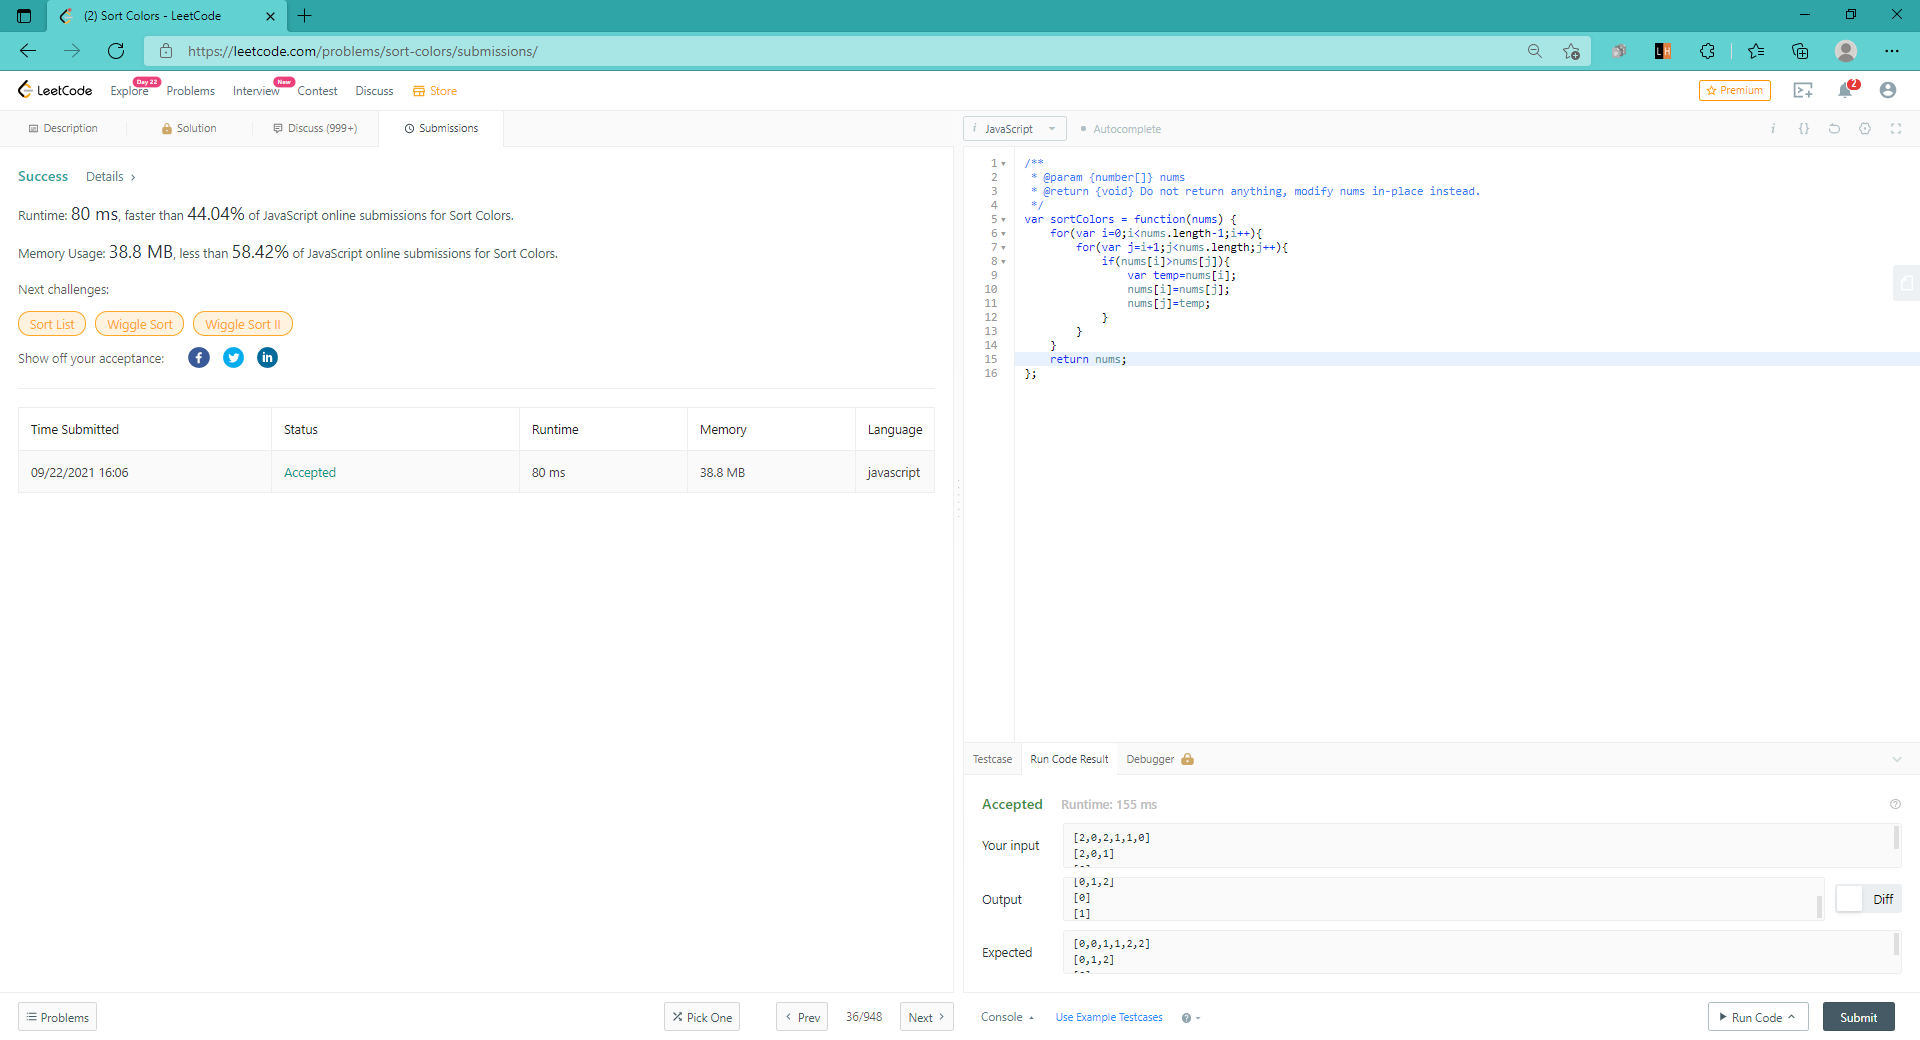 (2) Sort Colors - LeetCode
https://leetcode.com/problems/sort-colors/submissions/
LeetCode Explore Day 22 Problems Interview New Contest Discuss Store Premium 2
Description Solution Discuss (999+) Submissions
Success Details ›
Runtime: 80 ms, faster than 44.04% of JavaScript online submissions for Sort Colors.
Memory Usage: 38.8 MB, less than 58.42% of JavaScript online submissions for Sort Colors.
Next challenges:
Sort List Wiggle Sort Wiggle Sort II
Show off your acceptance:
Time Submitted Status Runtime Memory Language
09/22/2021 16:06 Accepted 80 ms 38.8 MB javascript
Problems Pick One Prev 36/948 Next
i JavaScript Autocomplete i {}
1 /**
2  * @param {number[]} nums
3  * @return {void} Do not return anything, modify nums in-place instead.
4  */
5 var sortColors = function(nums) {
6     for(var i=0;i<nums.length-1;i++){
7         for(var j=i+1;j<nums.length;j++){
8             if(nums[i]>nums[j]){
9                 var temp=nums[i];
10                 nums[i]=nums[j];
11                 nums[j]=temp;
12             }
13         }
14     }
15     return nums;
16 };
Testcase Run Code Result Debugger
Accepted Runtime: 155 ms
Your input
[2,0,2,1,1,0]
[2,0,1]
Output
[0,1,2]
[0]
[1]
Diff
Expected
[0,0,1,1,2,2]
[0,1,2]
Console Use Example Testcases Run Code Submit